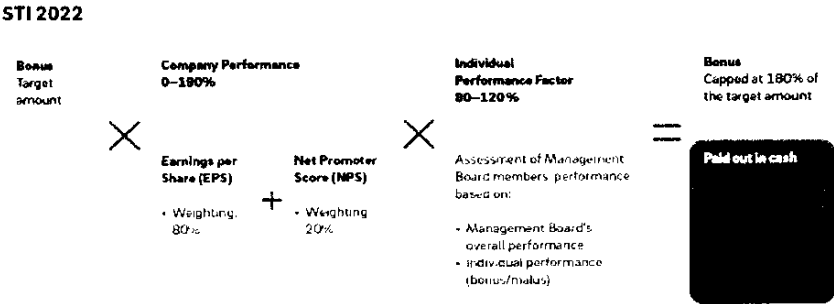 STI 2022
Bonus
Target
amount
Company Performance
0–180%
Individual
Performance Factor
80–120%
Bonus
Capped at 180% of
the target amount
×
×
=
Earnings per
Share (EPS)
• Weighting:
80%
+
Net Promoter
Score (NPS)
• Weighting
20%
Assessment of Management
Board members' performance
based on:
• Management Board's
overall performance
• Individual performance
(bonus/malus)
Paid out in cash